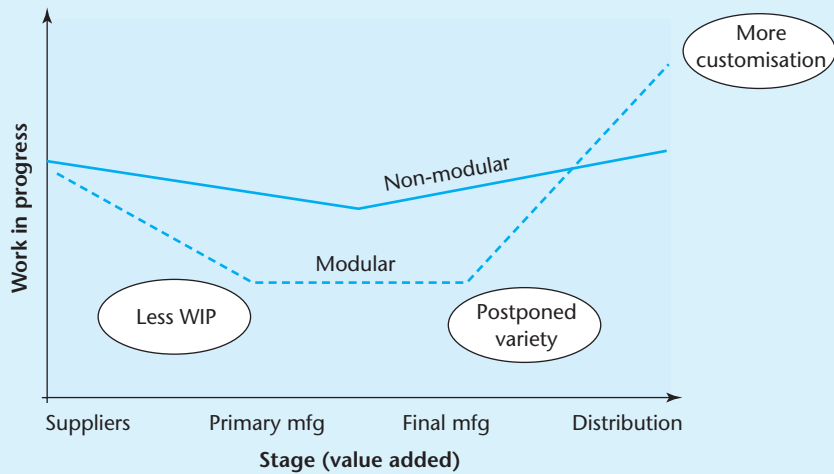 More
customisation
Work in progress
Non-modular
Modular
Less WIP
Postponed
variety
Suppliers
Primary mfg
Final mfg
Distribution
Stage (value added)